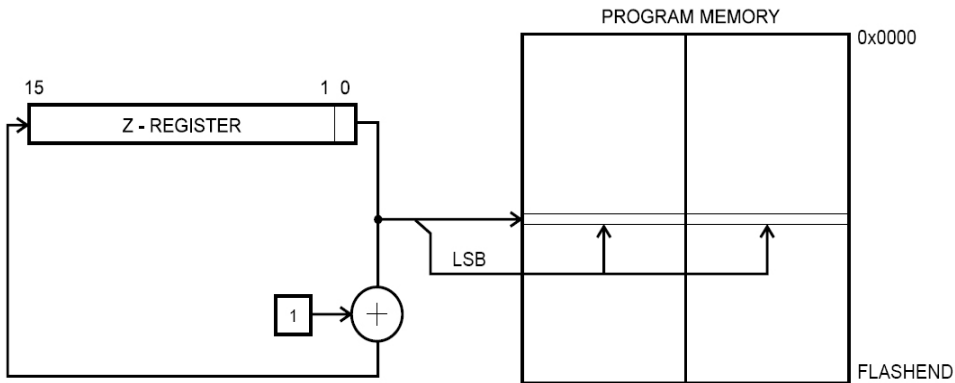 PROGRAM MEMORY
0x0000
15 1 0
Z - REGISTER
LSB
1
+
FLASHEND